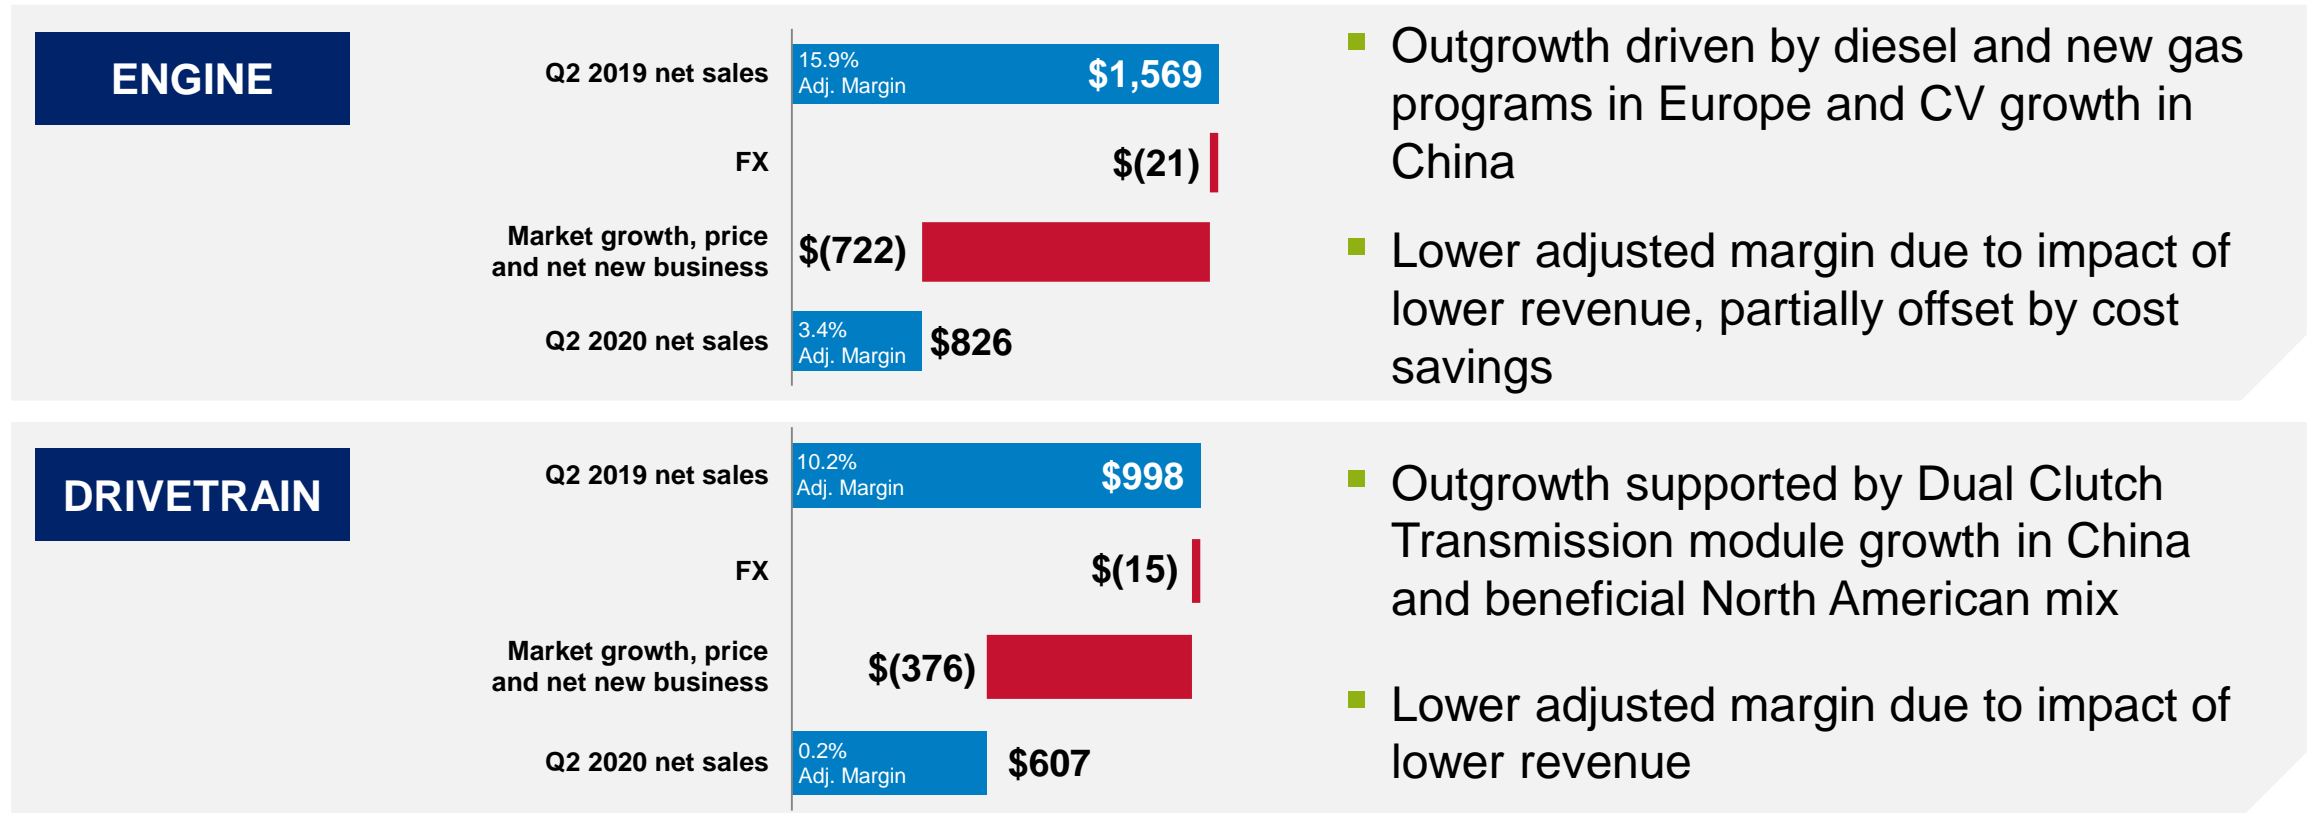 ENGINE
Q2 2019 net sales
15.9%
Adj. Margin
$1,569
FX
$(21)
Market growth, price
and net new business
$(722)
Q2 2020 net sales
3.4%
Adj. Margin
$826
▪ Outgrowth driven by diesel and new gas
programs in Europe and CV growth in
China
▪ Lower adjusted margin due to impact of
lower revenue, partially offset by cost
savings
DRIVETRAIN
Q2 2019 net sales
10.2%
Adj. Margin
$998
FX
$(15)
Market growth, price
and net new business
$(376)
Q2 2020 net sales
0.2%
Adj. Margin
$607
▪ Outgrowth supported by Dual Clutch
Transmission module growth in China
and beneficial North American mix
▪ Lower adjusted margin due to impact of
lower revenue